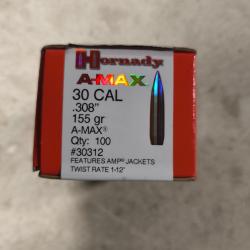 Hornady
A-MAX®
30 CAL
.308"
155 gr
A-MAX®
Qty: 100
#30312
FEATURES AMP® JACKETS
TWIST RATE 1-12"